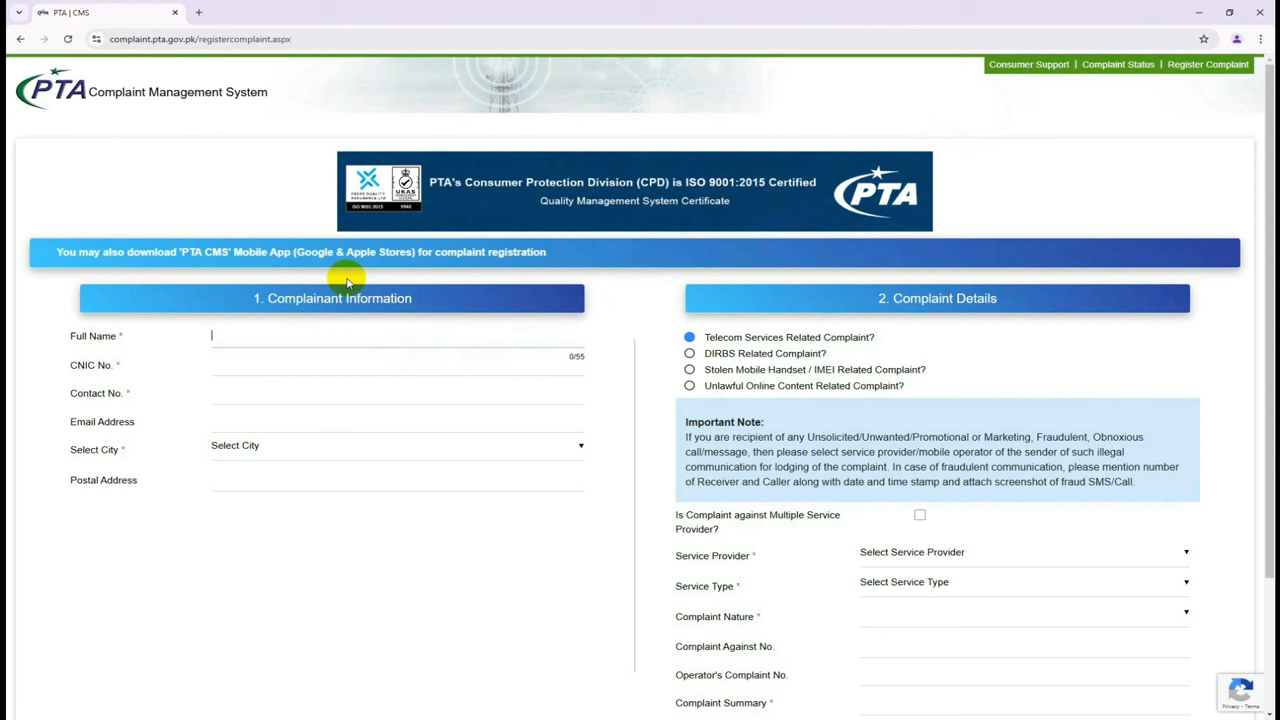 PTA | CMS
complaint.pta.gov.pk/registercomplaint.aspx
Consumer Support | Complaint Status | Register Complaint
PTA Complaint Management System
PTA's Consumer Protection Division (CPD) is ISO 9001:2015 Certified
Quality Management System Certificate
UKAS
ISO 9001:2015
PTA
You may also download 'PTA CMS' Mobile App (Google & Apple Stores) for complaint registration
1. Complainant Information
Full Name *
0/55
CNIC No. *
Contact No. *
Email Address
Select City * Select City
Postal Address
2. Complaint Details
Telecom Services Related Complaint?
DIRBS Related Complaint?
Stolen Mobile Handset / IMEI Related Complaint?
Unlawful Online Content Related Complaint?
Important Note:
If you are recipient of any Unsolicited/Unwanted/Promotional or Marketing, Fraudulent, Obnoxious
call/message, then please select service provider/mobile operator of the sender of such illegal
communication for lodging of the complaint. In case of fraudulent communication, please mention number
of Receiver and Caller along with date and time stamp and attach screenshot of fraud SMS/Call.
Is Complaint against Multiple Service
Provider?
Service Provider * Select Service Provider
Service Type * Select Service Type
Complaint Nature *
Complaint Against No.
Operator's Complaint No.
Complaint Summary *
Privacy - Terms